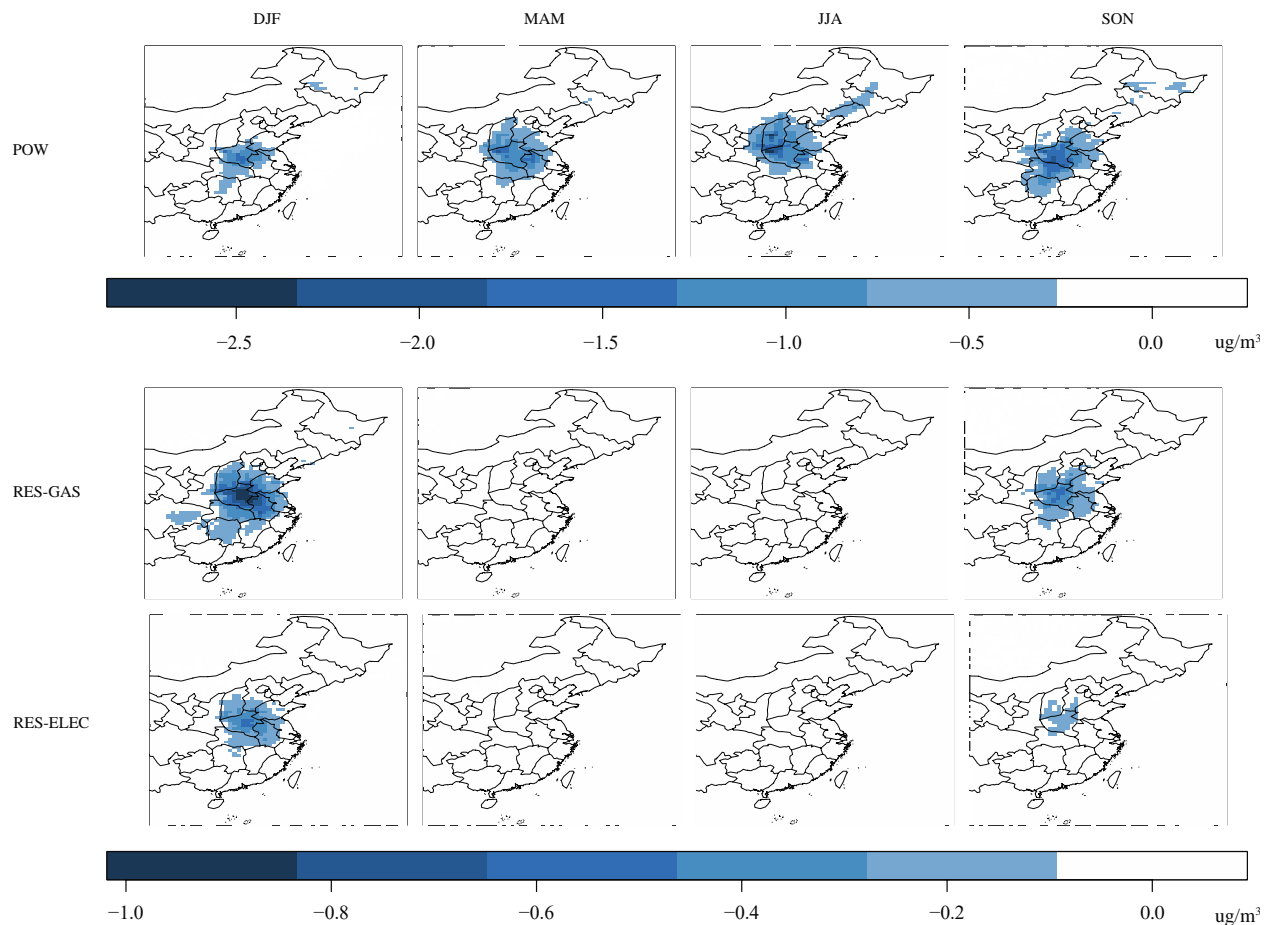 DJF MAM JJA SON
POW
−2.5 −2.0 −1.5 −1.0 −0.5 0.0 ug/m³
RES-GAS
RES-ELEC
−1.0 −0.8 −0.6 −0.4 −0.2 0.0 ug/m³